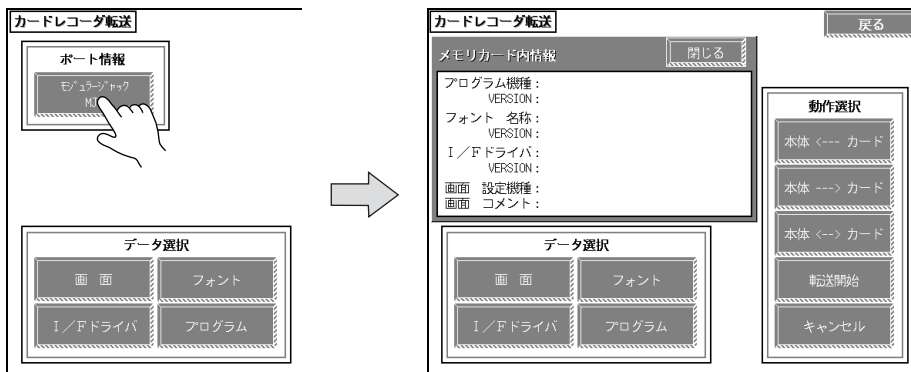 カードレコーダ転送
ポート情報
モジュラージャック
MJ
データ選択
画 面
フォント
I/Fドライバ
プログラム
カードレコーダ転送
戻る
メモリカード内情報
閉じる
プログラム機種:
VERSION:
フォント 名称:
VERSION:
I/Fドライバ:
VERSION:
画面 設定機種:
画面 コメント:
動作選択
本体 <--- カード
本体 ---> カード
本体 <--> カード
転送開始
キャンセル
データ選択
画 面
フォント
I/Fドライバ
プログラム